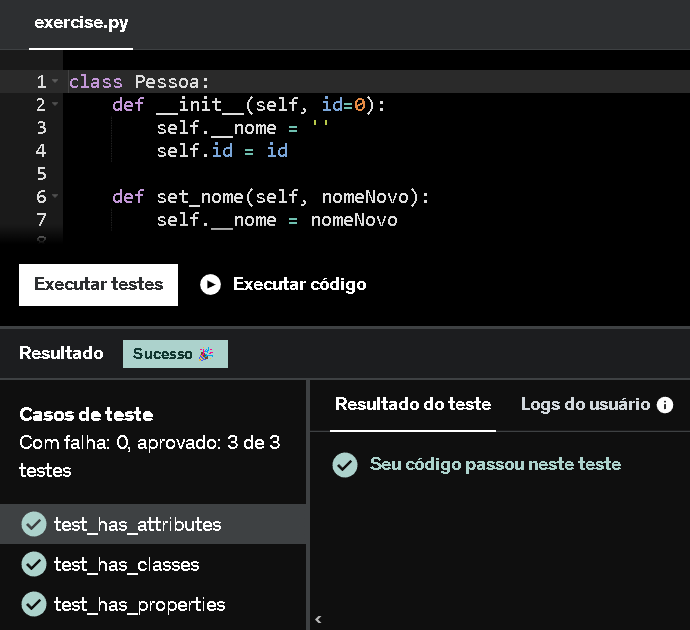 exercise.py
1 class Pessoa:
2     def __init__(self, id=0):
3         self.__nome = ''
4         self.id = id
5
6     def set_nome(self, nomeNovo):
7         self.__nome = nomeNovo
8
Executar testes
Executar código
Resultado
Sucesso 🎉
Casos de teste
Com falha: 0, aprovado: 3 de 3
testes
test_has_attributes
test_has_classes
test_has_properties
Resultado do teste
Logs do usuário
Seu código passou neste teste